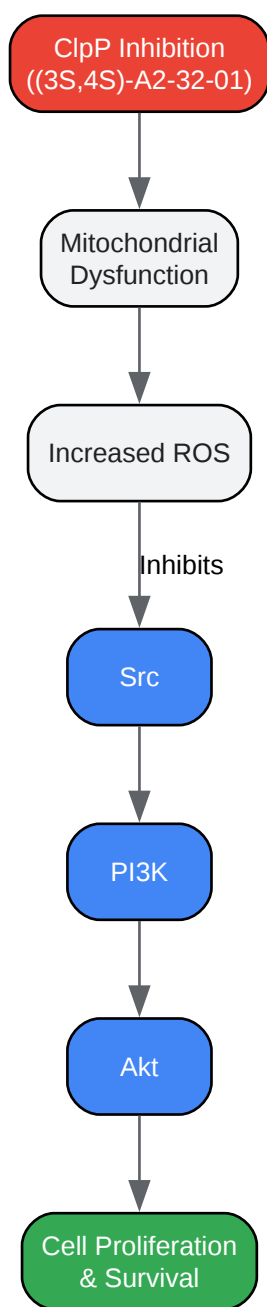 ClpP Inhibition
((3S,4S)-A2-32-01)
Mitochondrial
Dysfunction
Increased ROS
Inhibits
Src
PI3K
Akt
Cell Proliferation
& Survival